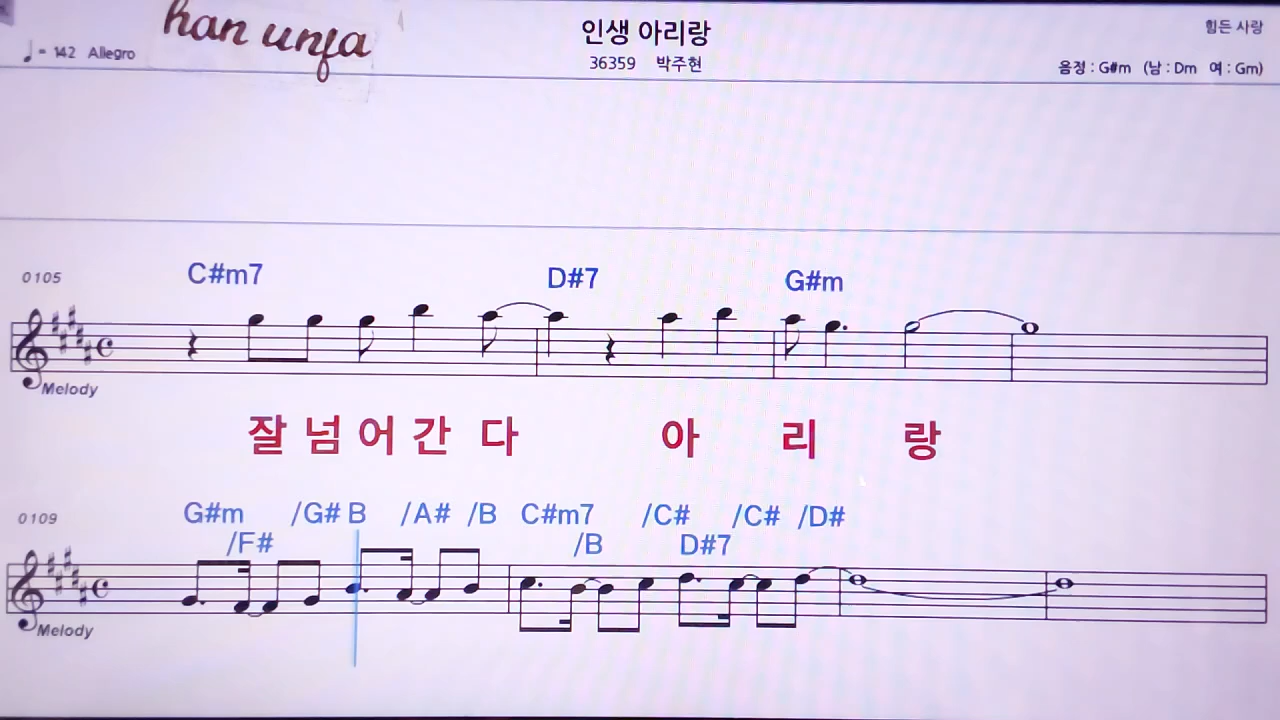 han unja
인생 아리랑
힘든 사랑
♩ = 142 Allegro
36359 박주현
음정 : G#m (남 : Dm 여 : Gm)
0105
C#m7 D#7 G#m
Melody
잘 넘 어 간 다 아 리 랑
0109
G#m /G# B /A# /B C#m7 /C# /C# /D#
/F# /B D#7
Melody